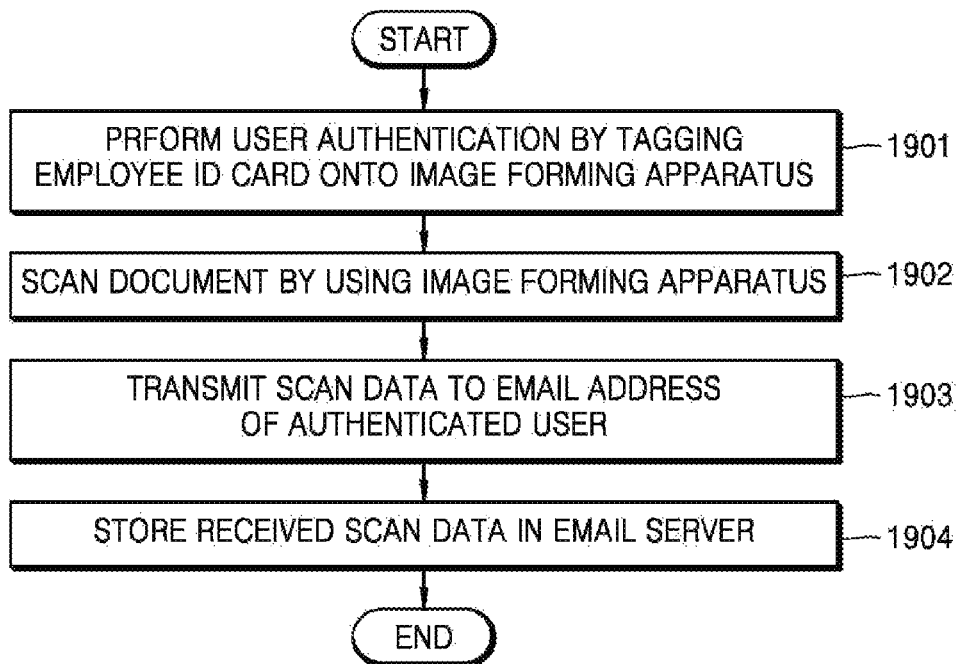 START
PRFORM USER AUTHENTICATION BY TAGGING
EMPLOYEE ID CARD ONTO IMAGE FORMING APPARATUS
1901
SCAN DOCUMENT BY USING IMAGE FORMING APPARATUS
1902
TRANSMIT SCAN DATA TO EMAIL ADDRESS
OF AUTHENTICATED USER
1903
STORE RECEIVED SCAN DATA IN EMAIL SERVER
1904
END